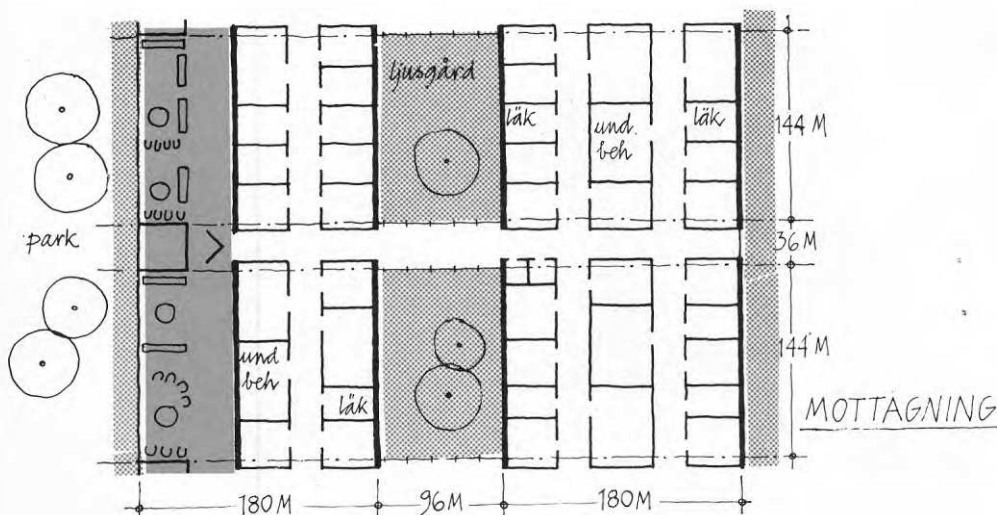 ljusgård
läk
und.
beh
läk
144 M
park
36 M
und
beh
läk
144 M
MOTTAGNING
180 M
96 M
180 M